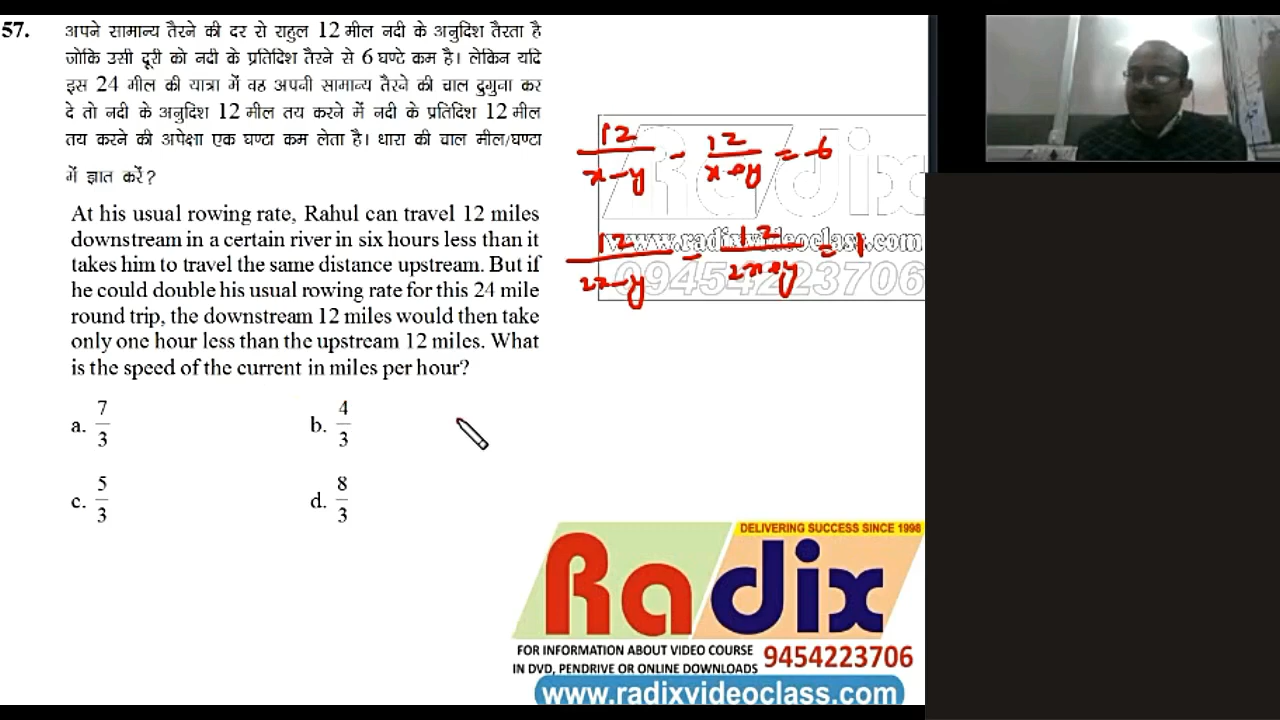 57. अपने सामान्य तैरने की दर रो राहुल 12 मील नदी के अनुदिश तैरता है
जोकि उसी दूरी को नदी के प्रतिदिश तैरने से 6 घण्टे कम है। लेकिन यदि
इस 24 मील की यात्रा में वह अपनी सामान्य तैरने की चाल दुगुना कर
दे तो नदी के अनुदिश 12 मील तय करने में नदी के प्रतिदिश 12 मील
तय करने की अपेक्षा एक घण्टा कम लेता है। धारा की चाल मील/घण्टा
में ज्ञात करें?
At his usual rowing rate, Rahul can travel 12 miles
downstream in a certain river in six hours less than it
takes him to travel the same distance upstream. But if
he could double his usual rowing rate for this 24 mile
round trip, the downstream 12 miles would then take
only one hour less than the upstream 12 miles. What
is the speed of the current in miles per hour?
a. 7/3 b. 4/3
c. 5/3 d. 8/3
12/(x-y) - 12/(x+y) = 6
12/(2x-y) - 12/(2x+y) = 1
Radix
www.radixvideoclass.com
09454223706
DELIVERING SUCCESS SINCE 1998
Radix
FOR INFORMATION ABOUT VIDEO COURSE
IN DVD, PENDRIVE OR ONLINE DOWNLOADS 9454223706
www.radixvideoclass.com